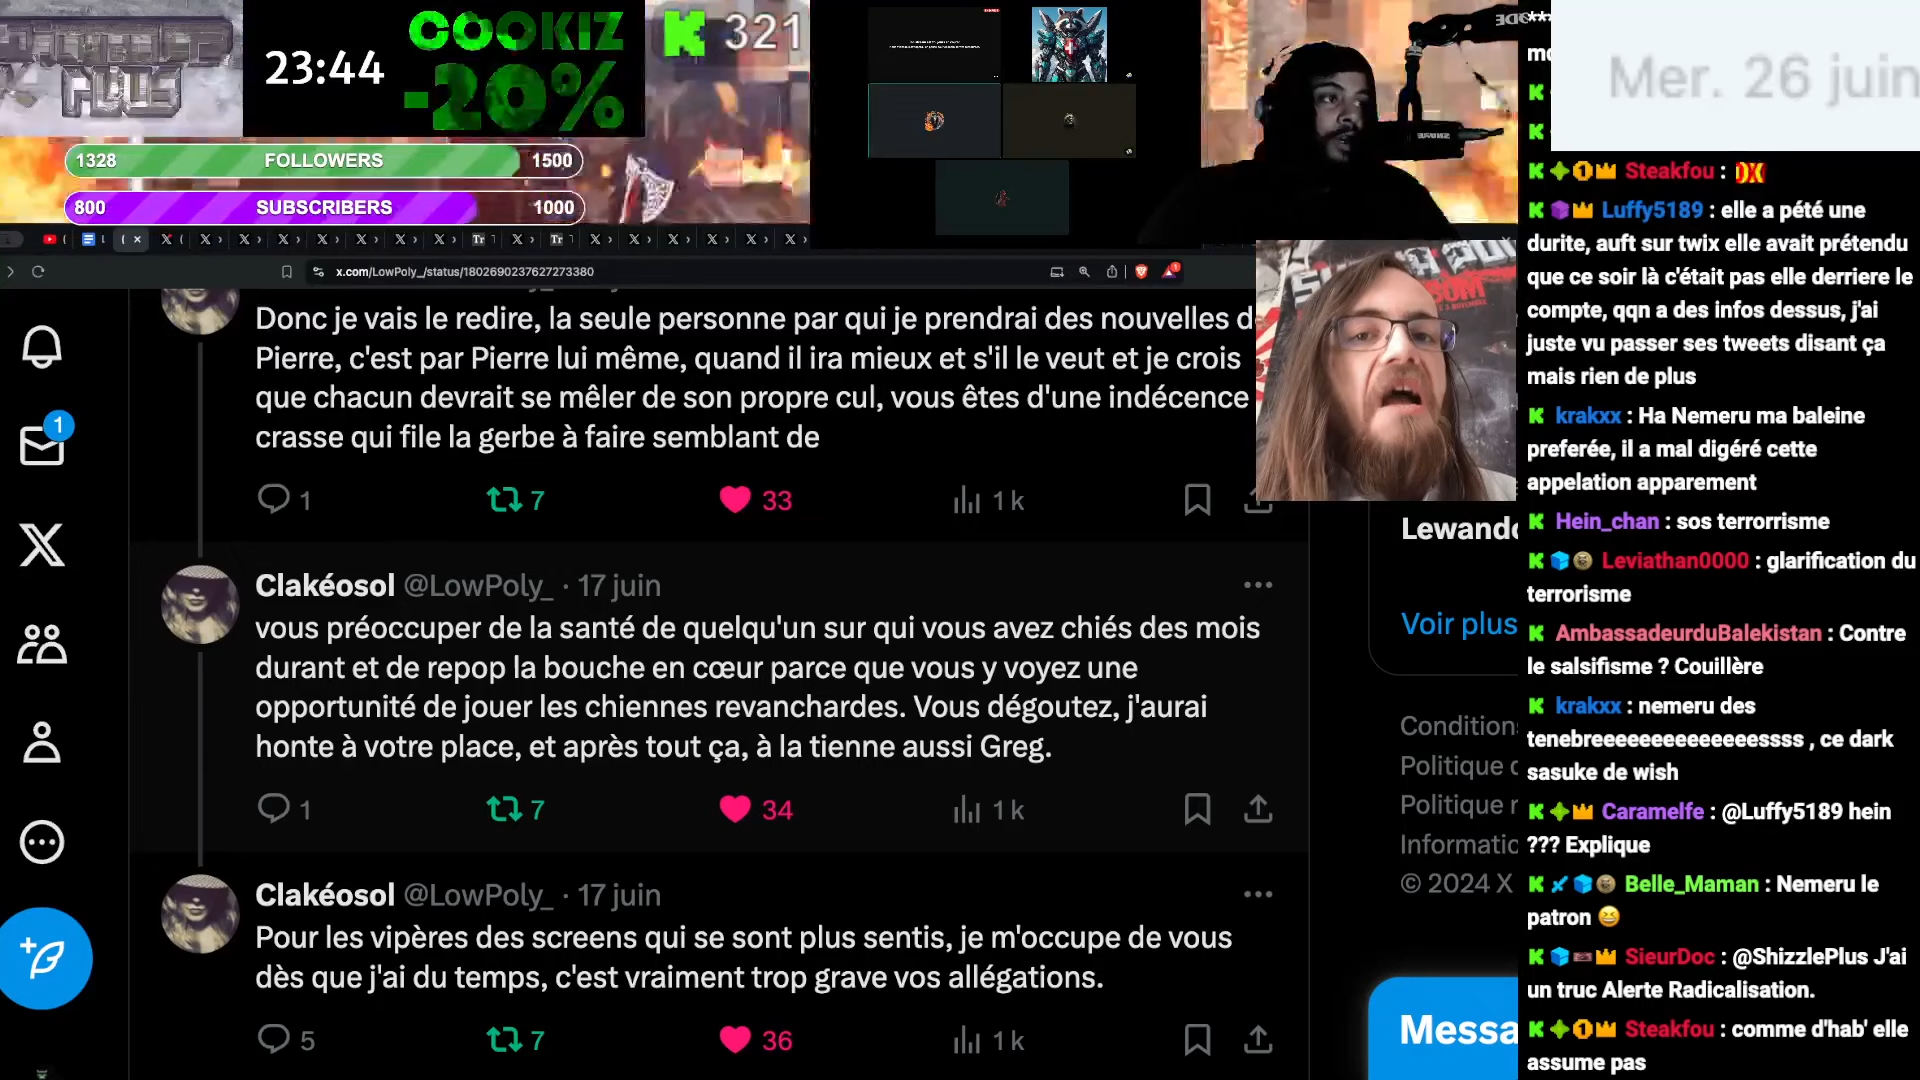 23:44
COOKIZ
-20%
321
1328 FOLLOWERS 1500
800 SUBSCRIBERS 1000
x.com/LowPoly_/status/1802690237627273380
Donc je vais le redire, la seule personne par qui je prendrai des nouvelles d
Pierre, c'est par Pierre lui même, quand il ira mieux et s'il le veut et je crois
que chacun devrait se mêler de son propre cul, vous êtes d'une indécence
crasse qui file la gerbe à faire semblant de
1 7 33 1 k
1
Clakéosol @LowPoly_ · 17 juin
vous préoccuper de la santé de quelqu'un sur qui vous avez chiés des mois
durant et de repop la bouche en cœur parce que vous y voyez une
opportunité de jouer les chiennes revanchardes. Vous dégoutez, j'aurai
honte à votre place, et après tout ça, à la tienne aussi Greg.
1 7 34 1 k
Clakéosol @LowPoly_ · 17 juin
Pour les vipères des screens qui se sont plus sentis, je m'occupe de vous
dès que j'ai du temps, c'est vraiment trop grave vos allégations.
5 7 36 1 k
Lewand
Voir plus
Condition
Politique
Politique
Informatio
© 2024 X
Messa
Mer. 26 juin
Steakfou : DX
Luffy5189 : elle a pété une
durite, auft sur twix elle avait prétendu
que ce soir là c'était pas elle derriere le
compte, qqn a des infos dessus, j'ai
juste vu passer ses tweets disant ça
mais rien de plus
krakxx : Ha Nemeru ma baleine
preferée, il a mal digéré cette
appelation apparement
Hein_chan : sos terrorrisme
Leviathan0000 : glarification du
terrorisme
AmbassadeurduBalekistan : Contre
le salsifisme ? Couillère
krakxx : nemeru des
tenebreeeeeeeeeeeeeessss , ce dark
sasuke de wish
Caramelfe : @Luffy5189 hein
??? Explique
Belle_Maman : Nemeru le
patron 😆
SieurDoc : @ShizzlePlus J'ai
un truc Alerte Radicalisation.
Steakfou : comme d'hab' elle
assume pas